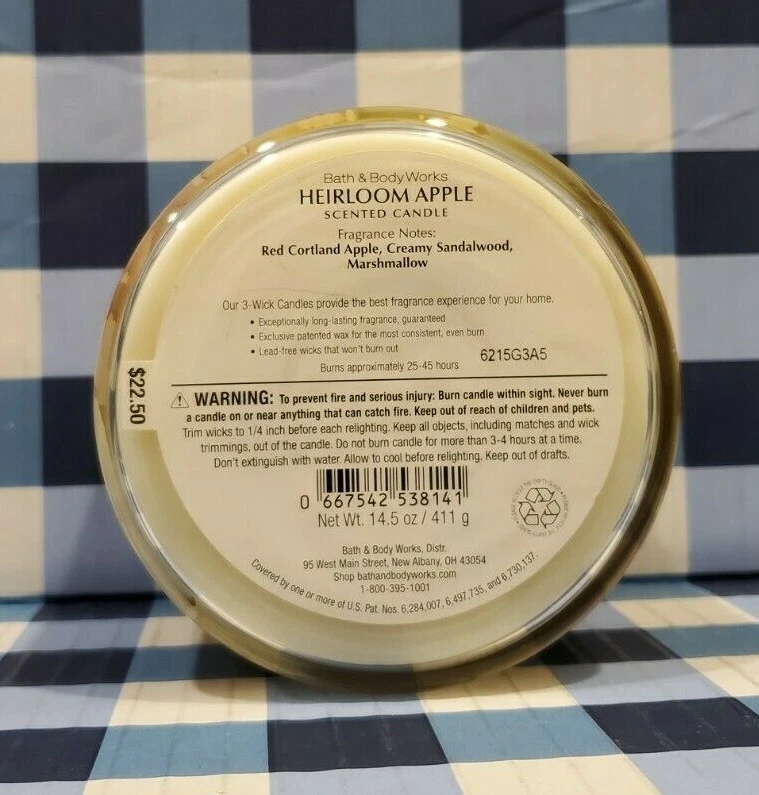 Bath & Body Works
HEIRLOOM APPLE
SCENTED CANDLE
Fragrance Notes:
Red Cortland Apple, Creamy Sandalwood,
Marshmallow
Our 3-Wick Candles provide the best fragrance experience for your home.
• Exceptionally long-lasting fragrance, guaranteed
• Exclusive patented wax for the most consistent, even burn
• Lead-free wicks that won't burn out
6215G3A5
Burns approximately 25-45 hours
$22.50
WARNING: To prevent fire and serious injury: Burn candle within sight. Never burn
a candle on or near anything that can catch fire. Keep out of reach of children and pets.
Trim wicks to 1/4 inch before each relighting. Keep all objects, including matches and wick
trimmings, out of the candle. Do not burn candle for more than 3-4 hours at a time.
Don't extinguish with water. Allow to cool before relighting. Keep out of drafts.
0 667542 538141
Net Wt. 14.5 oz / 411 g
Bath & Body Works, Distr.
95 West Main Street, New Albany, OH 43054
Shop bathandbodyworks.com
1-800-395-1001
Covered by one or more of U.S. Pat. Nos. 6,284,007, 6,497,735, and 6,730,137.